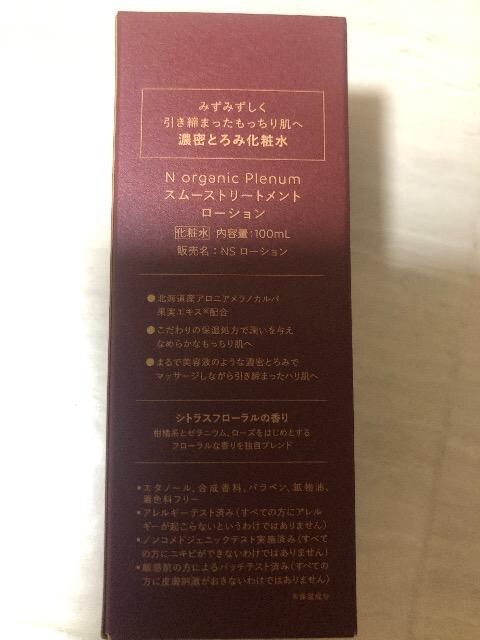 みずみずしく
引き締まったもっちり肌へ
濃密とろみ化粧水
N organic Plenum
スムーストリートメント
ローション
化粧水 内容量:100mL
販売名:NS ローション
●北海道産アロニアメラノカルパ
果実エキス※配合
●こだわりの保湿処方で潤いを与え
なめらかなもっちり肌へ
●まるで美容液のような濃密とろみで
マッサージしながら引き締まったハリ肌へ
シトラスフローラルの香り
柑橘系とゼラニウム、ローズをはじめとする
フローラルな香りを独自ブレンド
●エタノール、合成香料、パラベン、鉱物油、
着色料フリー
●アレルギーテスト済み(すべての方にアレル
ギーが起こらないというわけではありません)
●ノンコメドジェニックテスト実施済み(すべて
の方にニキビができないわけではありません)
●敏感肌の方によるパッチテスト済み(すべての
方に皮膚刺激がおきないわけではありません)
※保湿成分